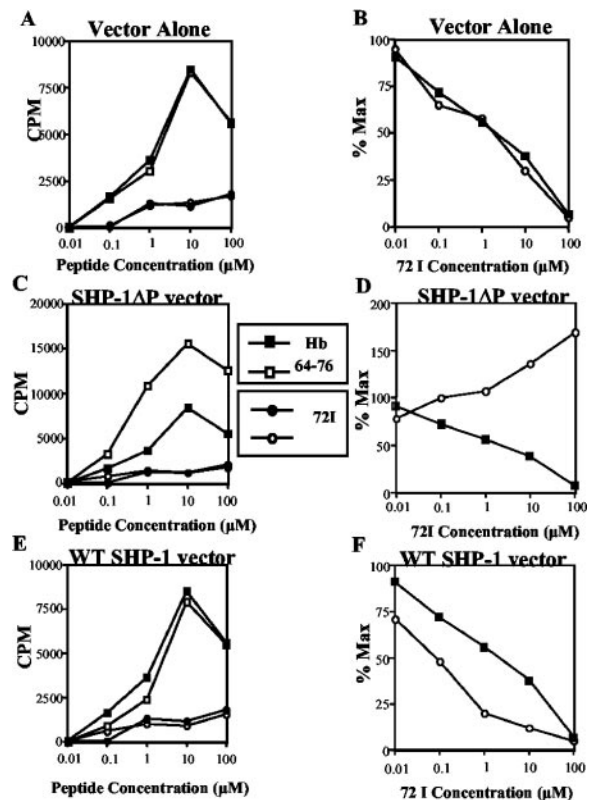 A Vector Alone
10000
7500
5000
2500
0
CPM
0.01 0.1 1 10 100
Peptide Concentration (µM)
B Vector Alone
100
75
50
25
0
% Max
0.01 0.1 1 10 100
72 I Concentration (µM)
C SHP-1ΔP vector
20000
15000
10000
5000
0
CPM
0.01 0.1 1 10 100
Peptide Concentration (µM)
Hb
64-76
72I
D SHP-1ΔP vector
200
150
100
50
0
% Max
0.01 0.1 1 10 100
72I Concentration (µM)
E WT SHP-1 vector
10000
7500
5000
2500
0
CPM
0.01 0.1 1 10 100
Peptide Concentration (µM)
F WT SHP-1 vector
100
75
50
25
0
% Max
0.01 0.1 1 10 100
72 I Concentration (µM)